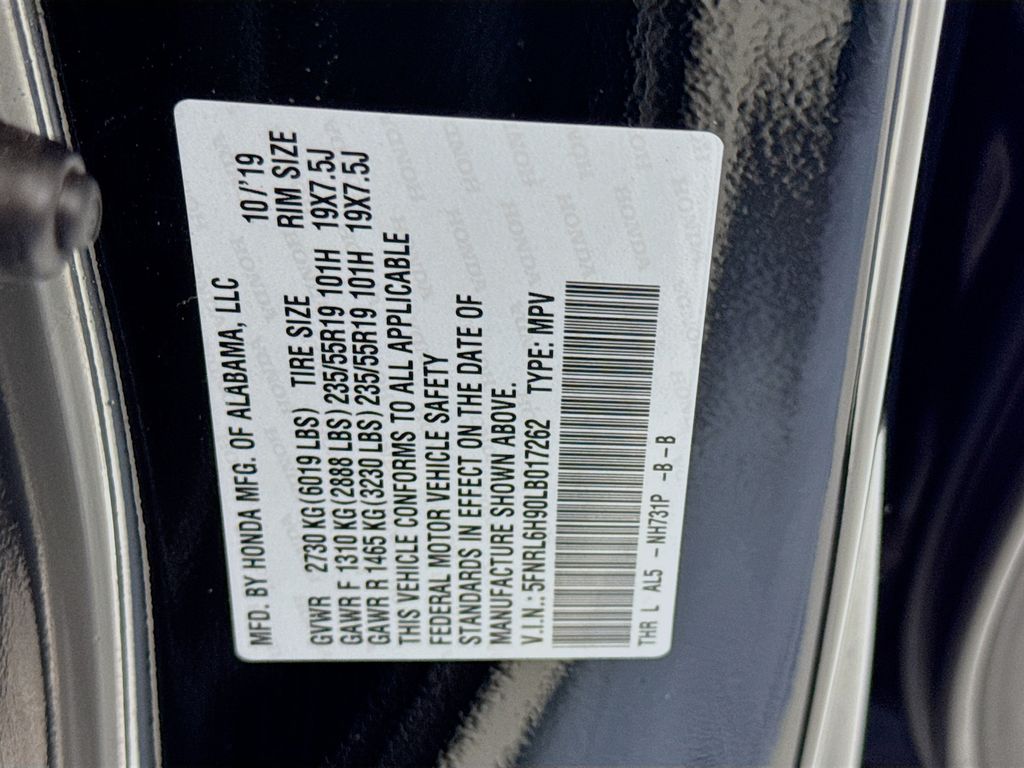 MFD. BY HONDA MFG. OF ALABAMA, LLC 10/'19
GVWR 2730 KG(6019 LBS) TIRE SIZE RIM SIZE
GAWR F 1310 KG(2888 LBS) 235/55R19 101H 19X7.5J
GAWR R 1465 KG(3230 LBS) 235/55R19 101H 19X7.5J
THIS VEHICLE CONFORMS TO ALL APPLICABLE
FEDERAL MOTOR VEHICLE SAFETY
STANDARDS IN EFFECT ON THE DATE OF
MANUFACTURE SHOWN ABOVE.
V.I.N.: 5FNRL6H90LB017262 TYPE: MPV
THR L AL5 -NH731P -B-B